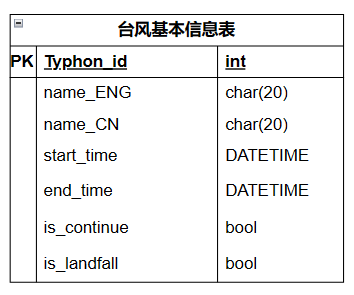 台风基本信息表
PK Typhon_id int
name_ENG char(20)
name_CN char(20)
start_time DATETIME
end_time DATETIME
is_continue bool
is_landfall bool